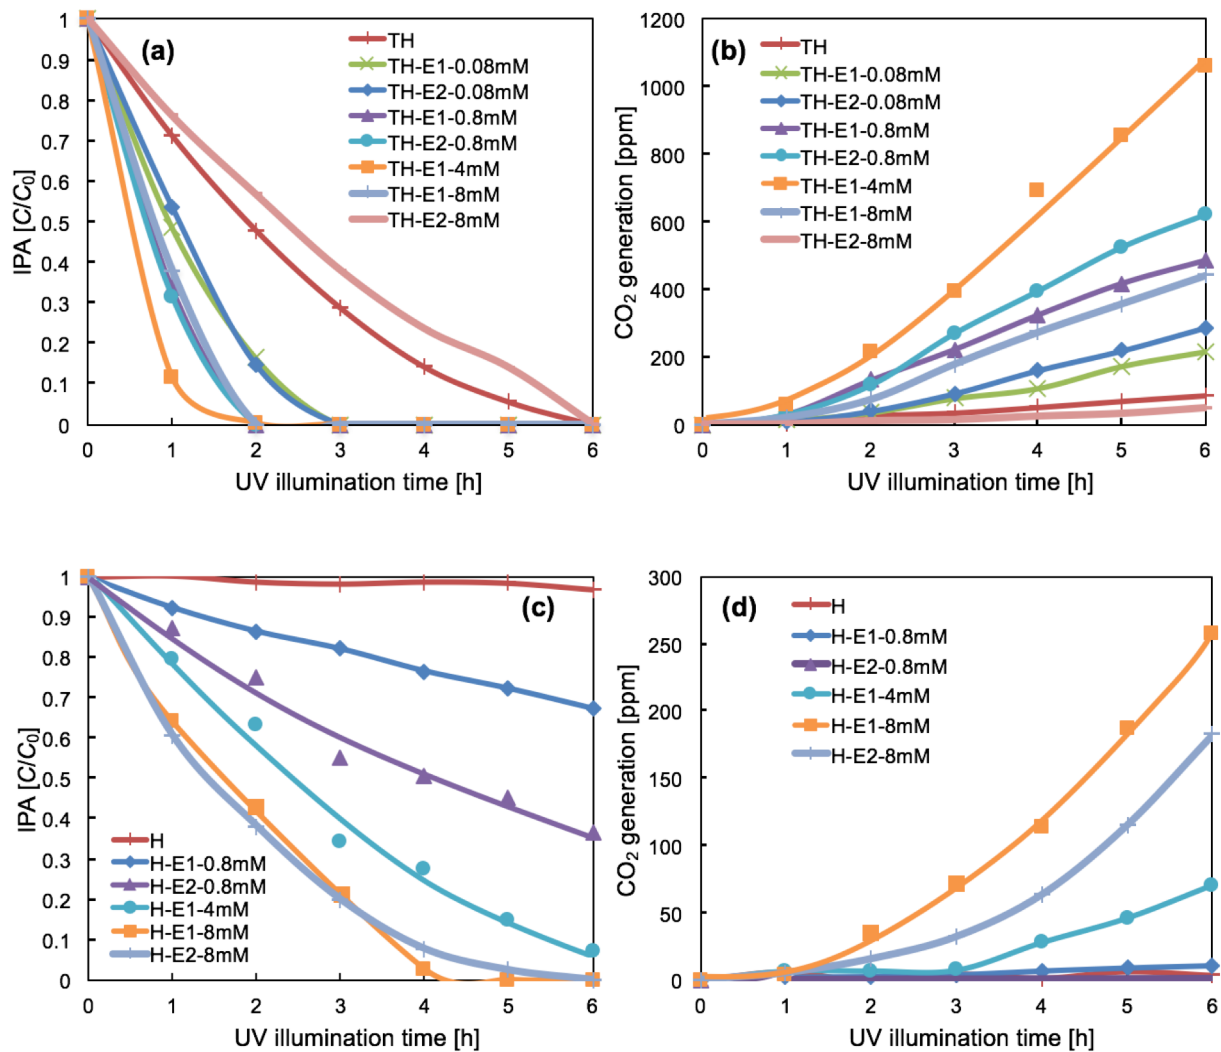 (a)
IPA [C/C0]
1
0.9
0.8
0.7
0.6
0.5
0.4
0.3
0.2
0.1
0
TH
TH-E1-0.08mM
TH-E2-0.08mM
TH-E1-0.8mM
TH-E2-0.8mM
TH-E1-4mM
TH-E1-8mM
TH-E2-8mM
0 1 2 3 4 5 6
UV illumination time [h]
(b)
CO2 generation [ppm]
1200
1000
800
600
400
200
0
TH
TH-E1-0.08mM
TH-E2-0.08mM
TH-E1-0.8mM
TH-E2-0.8mM
TH-E1-4mM
TH-E1-8mM
TH-E2-8mM
0 1 2 3 4 5 6
UV illumination time [h]
(c)
IPA [C/C0]
1
0.9
0.8
0.7
0.6
0.5
0.4
0.3
0.2
0.1
0
H
H-E1-0.8mM
H-E2-0.8mM
H-E1-4mM
H-E1-8mM
H-E2-8mM
0 1 2 3 4 5 6
UV illumination time [h]
(d)
CO2 generation [ppm]
300
250
200
150
100
50
0
H
H-E1-0.8mM
H-E2-0.8mM
H-E1-4mM
H-E1-8mM
H-E2-8mM
0 1 2 3 4 5 6
UV illumination time [h]